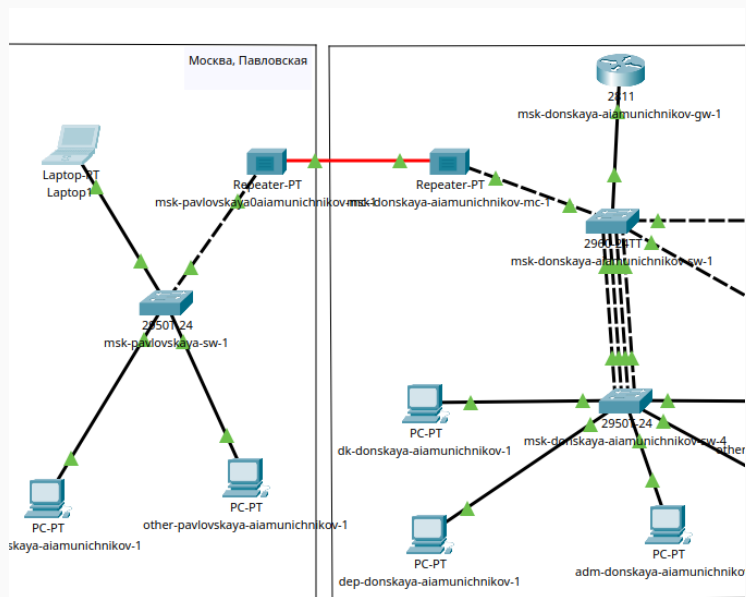 Москва, Павловская
2811
msk-donskaya-aiamunichnikov-gw-1
Laptop-PT
Laptop1
Repeater-PT
msk-pavlovskaya0aiamunichnikov-mc-1
Repeater-PT
msk-donskaya-aiamunichnikov-mc-1
2960-24TT
msk-donskaya-aiamunichnikov-sw-1
2950T-24
msk-pavlovskaya-sw-1
2950T-24
msk-donskaya-aiamunichnikov-sw-4
other
PC-PT
dk-donskaya-aiamunichnikov-1
PC-PT
skaya-aiamunichnikov-1
PC-PT
other-pavlovskaya-aiamunichnikov-1
PC-PT
dep-donskaya-aiamunichnikov-1
PC-PT
adm-donskaya-aiamunichnikov